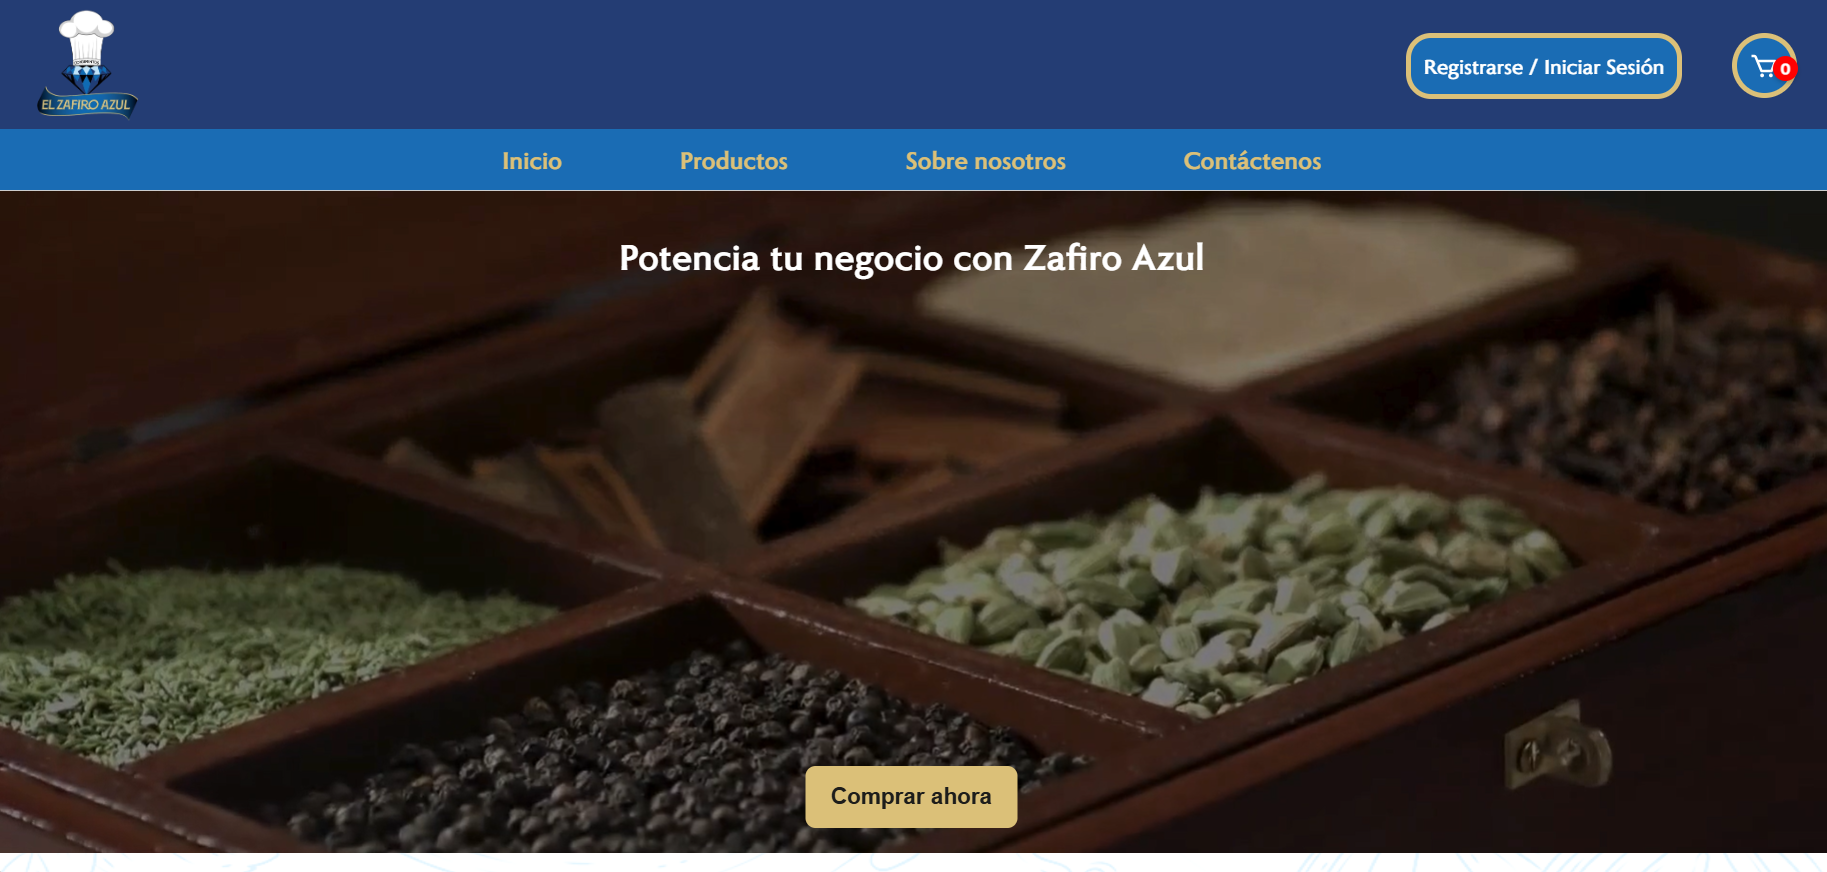 EL ZAFIRO AZUL
Registrarse / Iniciar Sesión
0
Inicio
Productos
Sobre nosotros
Contáctenos
Potencia tu negocio con Zafiro Azul
Comprar ahora